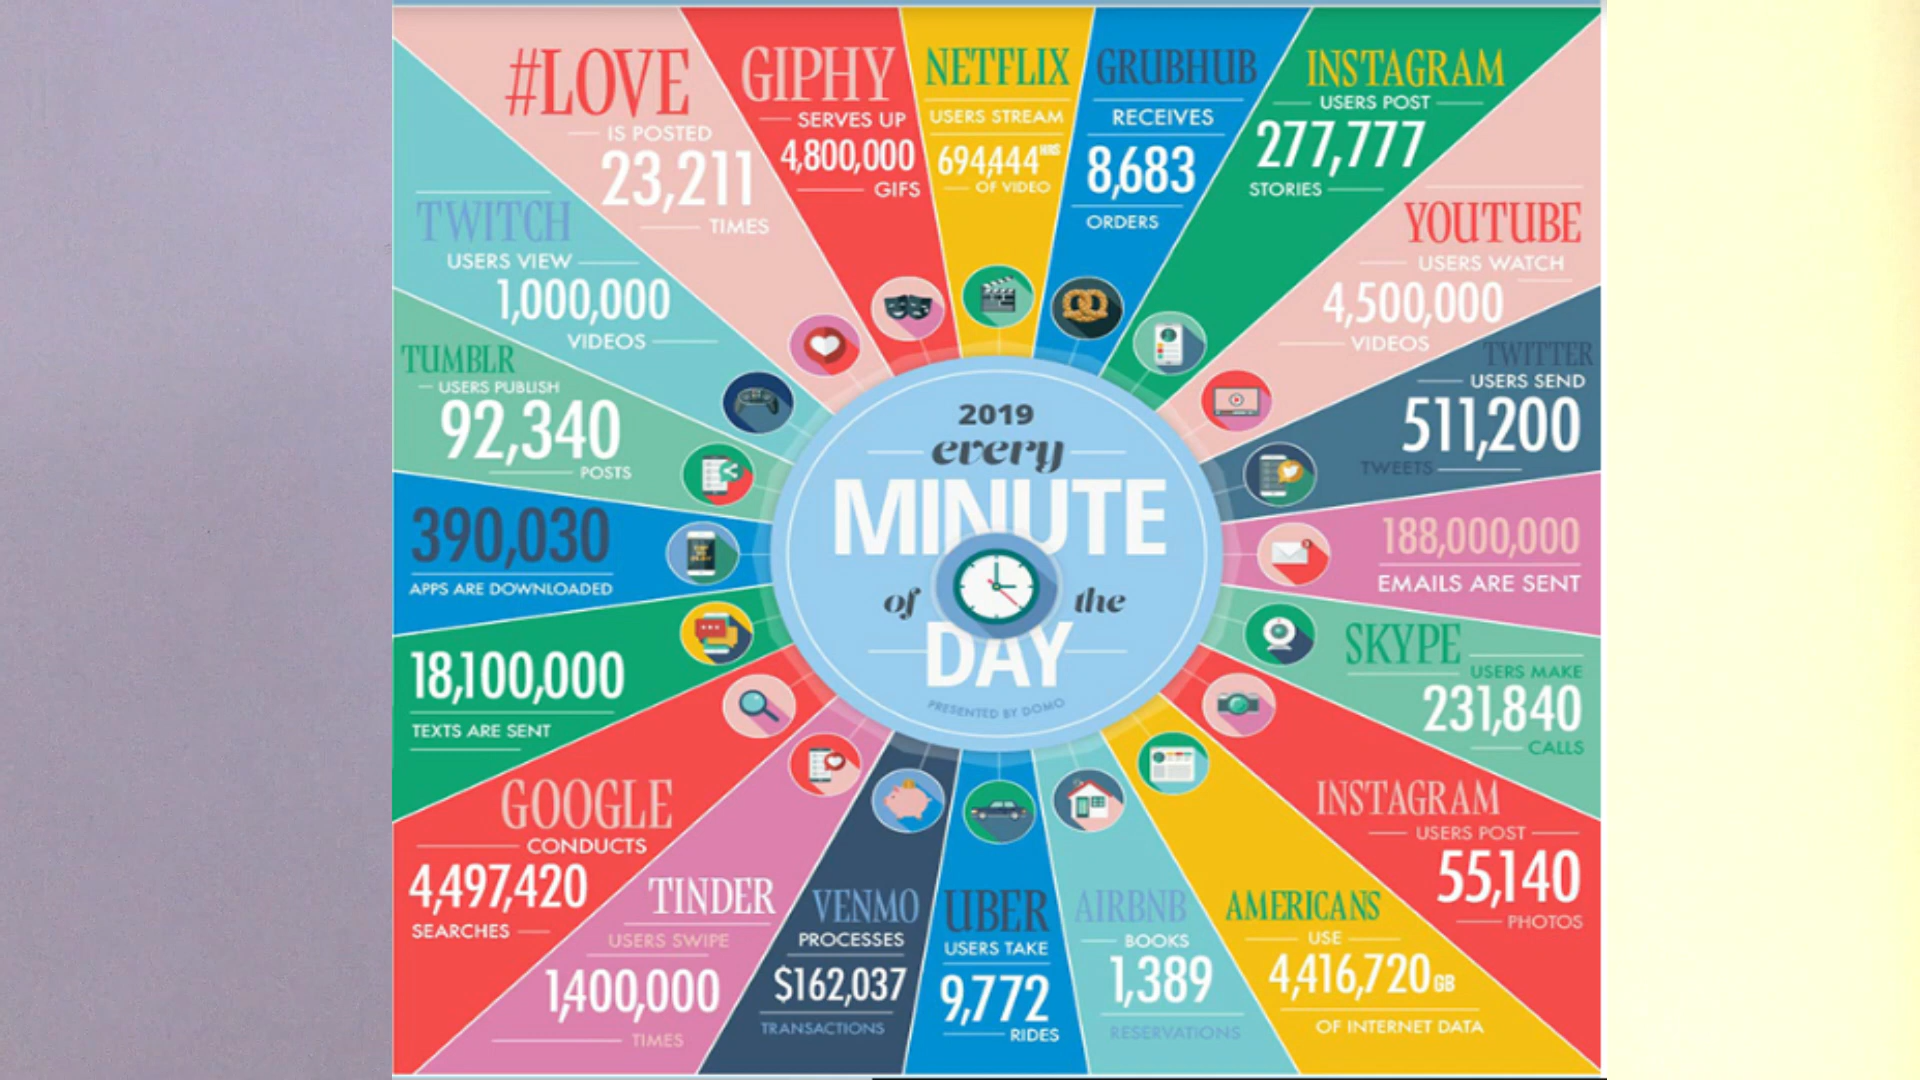 #LOVE
IS POSTED
23,211
TIMES
GIPHY
SERVES UP
4,800,000
GIFS
NETFLIX
USERS STREAM
694,444 HRS
OF VIDEO
GRUBHUB
RECEIVES
8,683
ORDERS
INSTAGRAM
USERS POST
277,777
STORIES
YOUTUBE
USERS WATCH
4,500,000
VIDEOS
TWITTER
USERS SEND
511,200
TWEETS
188,000,000
EMAILS ARE SENT
SKYPE
USERS MAKE
231,840
CALLS
INSTAGRAM
USERS POST
55,140
PHOTOS
AMERICANS
USE
4,416,720 GB
OF INTERNET DATA
AIRBNB
BOOKS
1,389
RESERVATIONS
UBER
USERS TAKE
9,772
RIDES
VENMO
PROCESSES
$162,037
TRANSACTIONS
TINDER
USERS SWIPE
1,400,000
TIMES
GOOGLE
CONDUCTS
4,497,420
SEARCHES
18,100,000
TEXTS ARE SENT
390,030
APPS ARE DOWNLOADED
TUMBLR
USERS PUBLISH
92,340
POSTS
TWITCH
USERS VIEW
1,000,000
VIDEOS
2019
every
MINUTE
of the
DAY
PRESENTED BY DOMO